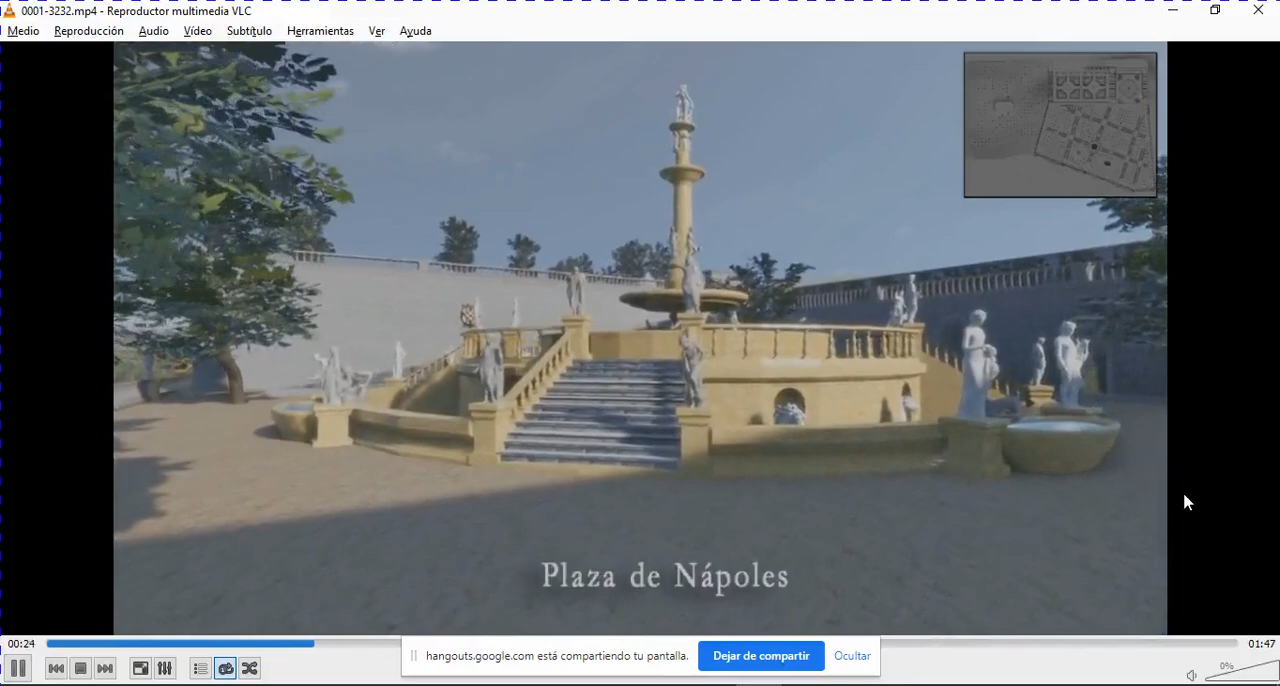 0001-3232.mp4 - Reproductor multimedia VLC
Medio Reproducción Audio Vídeo Subtítulo Herramientas Ver Ayuda
Plaza de Nápoles
00:24
01:47
hangouts.google.com está compartiendo tu pantalla. Dejar de compartir Ocultar
0%